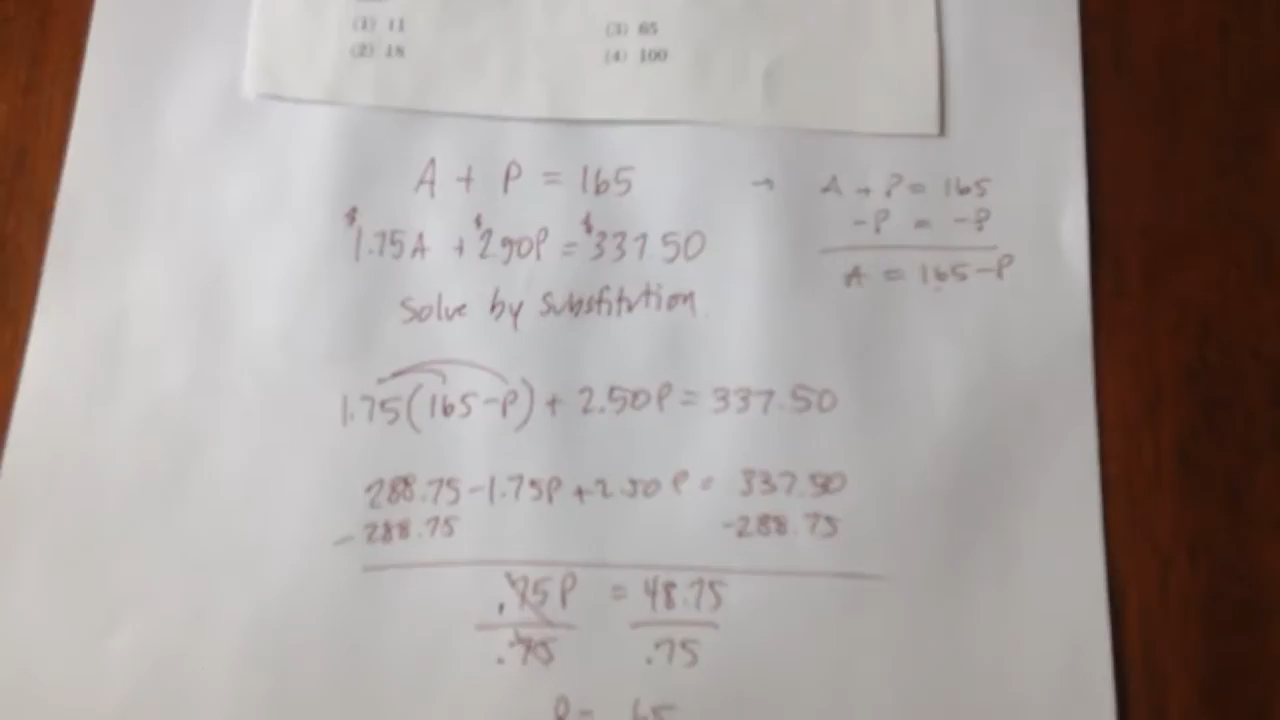 (1) 11 (3) 65
(2) 18 (4) 100
A + P = 165 → A + P = 165
-P = -P
$1.75A + $2.50P = $337.50
A = 165-P
Solve by Substitution.
1.75(165-P) + 2.50P = 337.50
288.75-1.75P+2.50P = 337.50
-288.75 -288.75
.75P = 48.75
.75 .75
P = 65